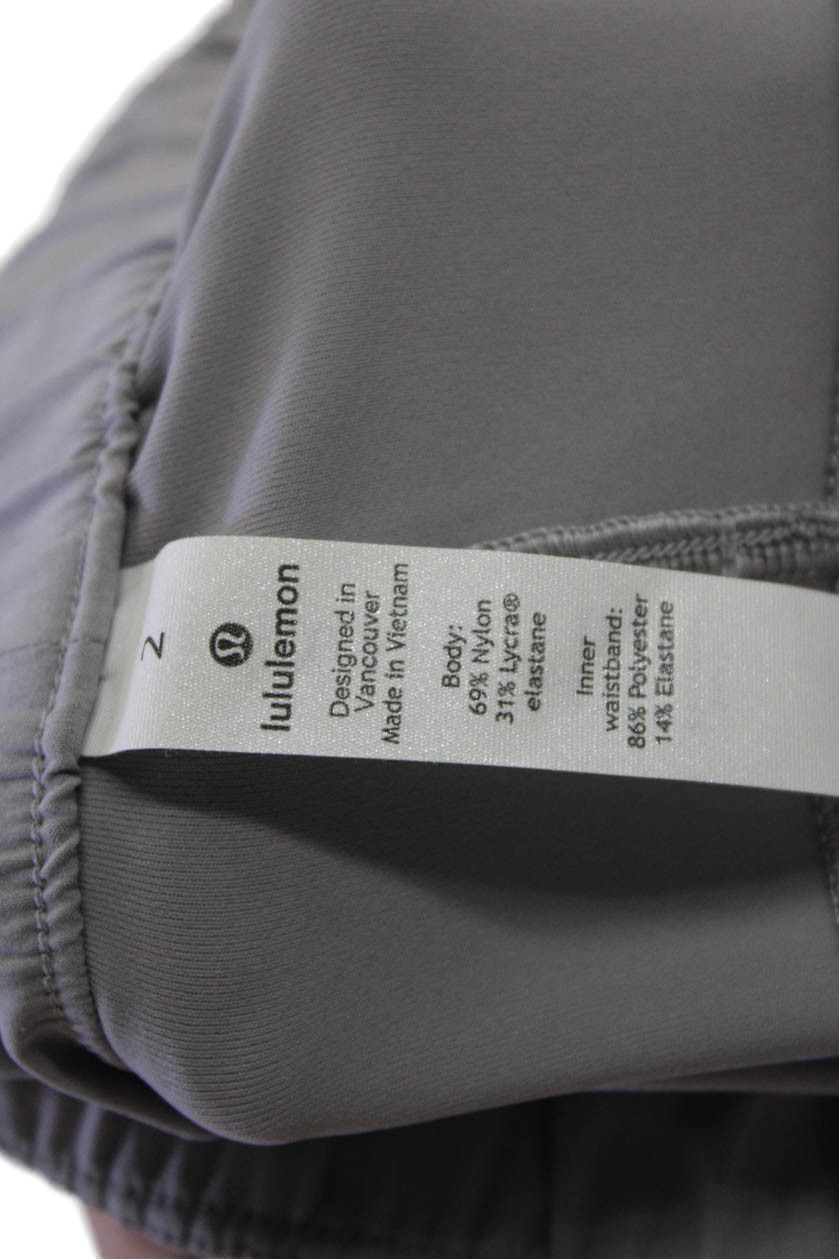 2
lululemon
Designed in
Vancouver
Made in Vietnam
Body:
69% Nylon
31% Lycra®
elastane
Inner
waistband:
86% Polyester
14% Elastane